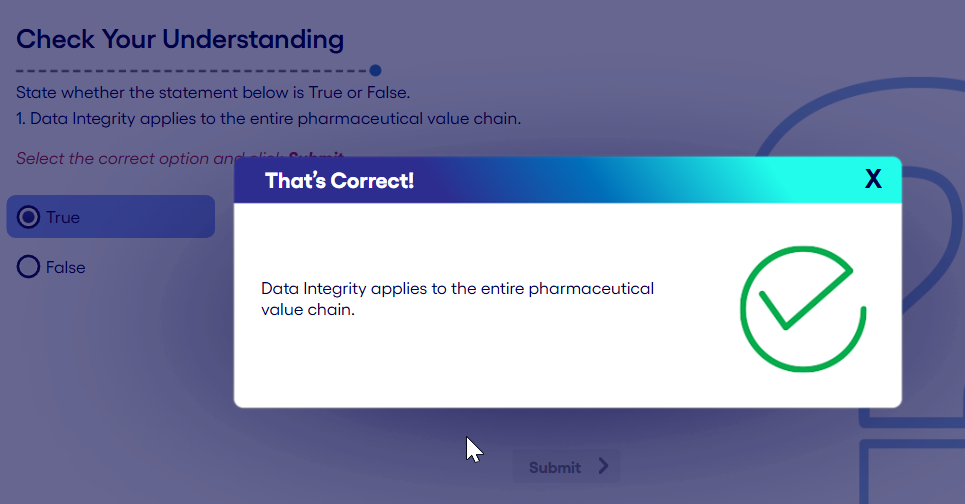 Check Your Understanding
State whether the statement below is True or False.
1. Data Integrity applies to the entire pharmaceutical value chain.
Select the correct option and click Submit.
That's Correct!
X
True
False
Data Integrity applies to the entire pharmaceutical
value chain.
Submit